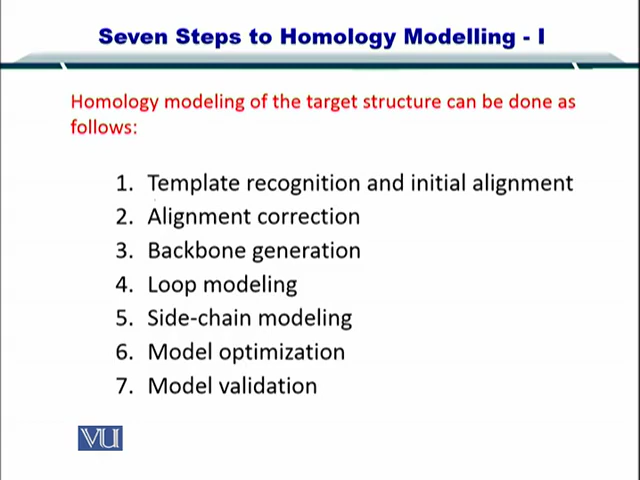 Seven Steps to Homology Modelling - I
Homology modeling of the target structure can be done as
follows:
1. Template recognition and initial alignment
2. Alignment correction
3. Backbone generation
4. Loop modeling
5. Side-chain modeling
6. Model optimization
7. Model validation
VU